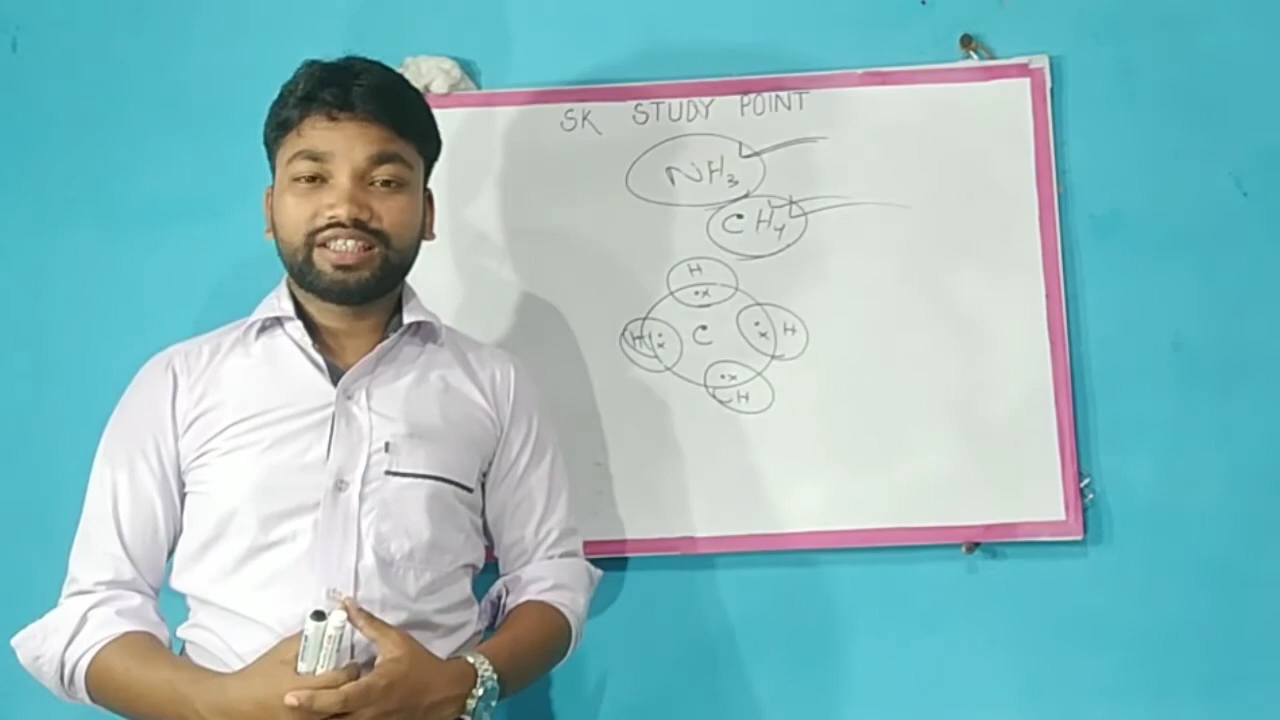 SK STUDY POINT
NH₃
CH₄
H
H C H
H